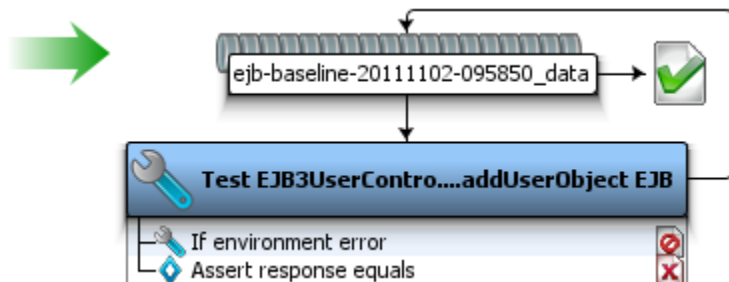 ejb-baseline-20111102-095850_data
Test EJB3UserContro....addUserObject EJB
If environment error
Assert response equals